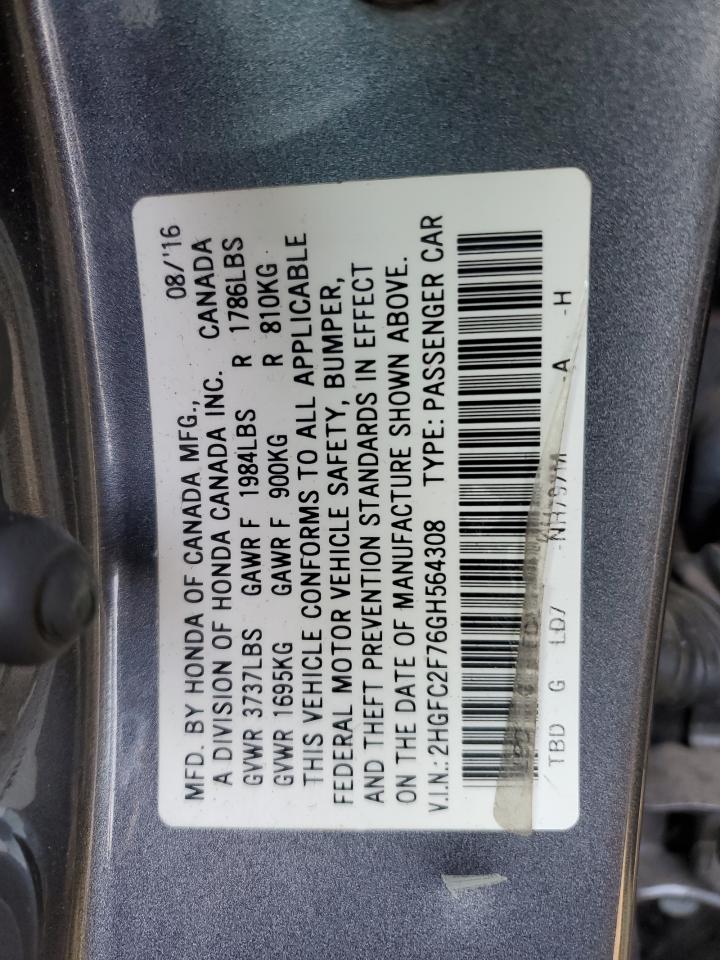 MFD. BY HONDA OF CANADA MFG., 08/'16
A DIVISION OF HONDA CANADA INC. CANADA
GVWR 3737LBS GAWR F 1984LBS R 1786LBS
GVWR 1695KG GAWR F 900KG R 810KG
THIS VEHICLE CONFORMS TO ALL APPLICABLE
FEDERAL MOTOR VEHICLE SAFETY, BUMPER,
AND THEFT PREVENTION STANDARDS IN EFFECT
ON THE DATE OF MANUFACTURE SHOWN ABOVE.
V.I.N.: 2HGFC2F76GH564308 TYPE: PASSENGER CAR
TBD G -A -H